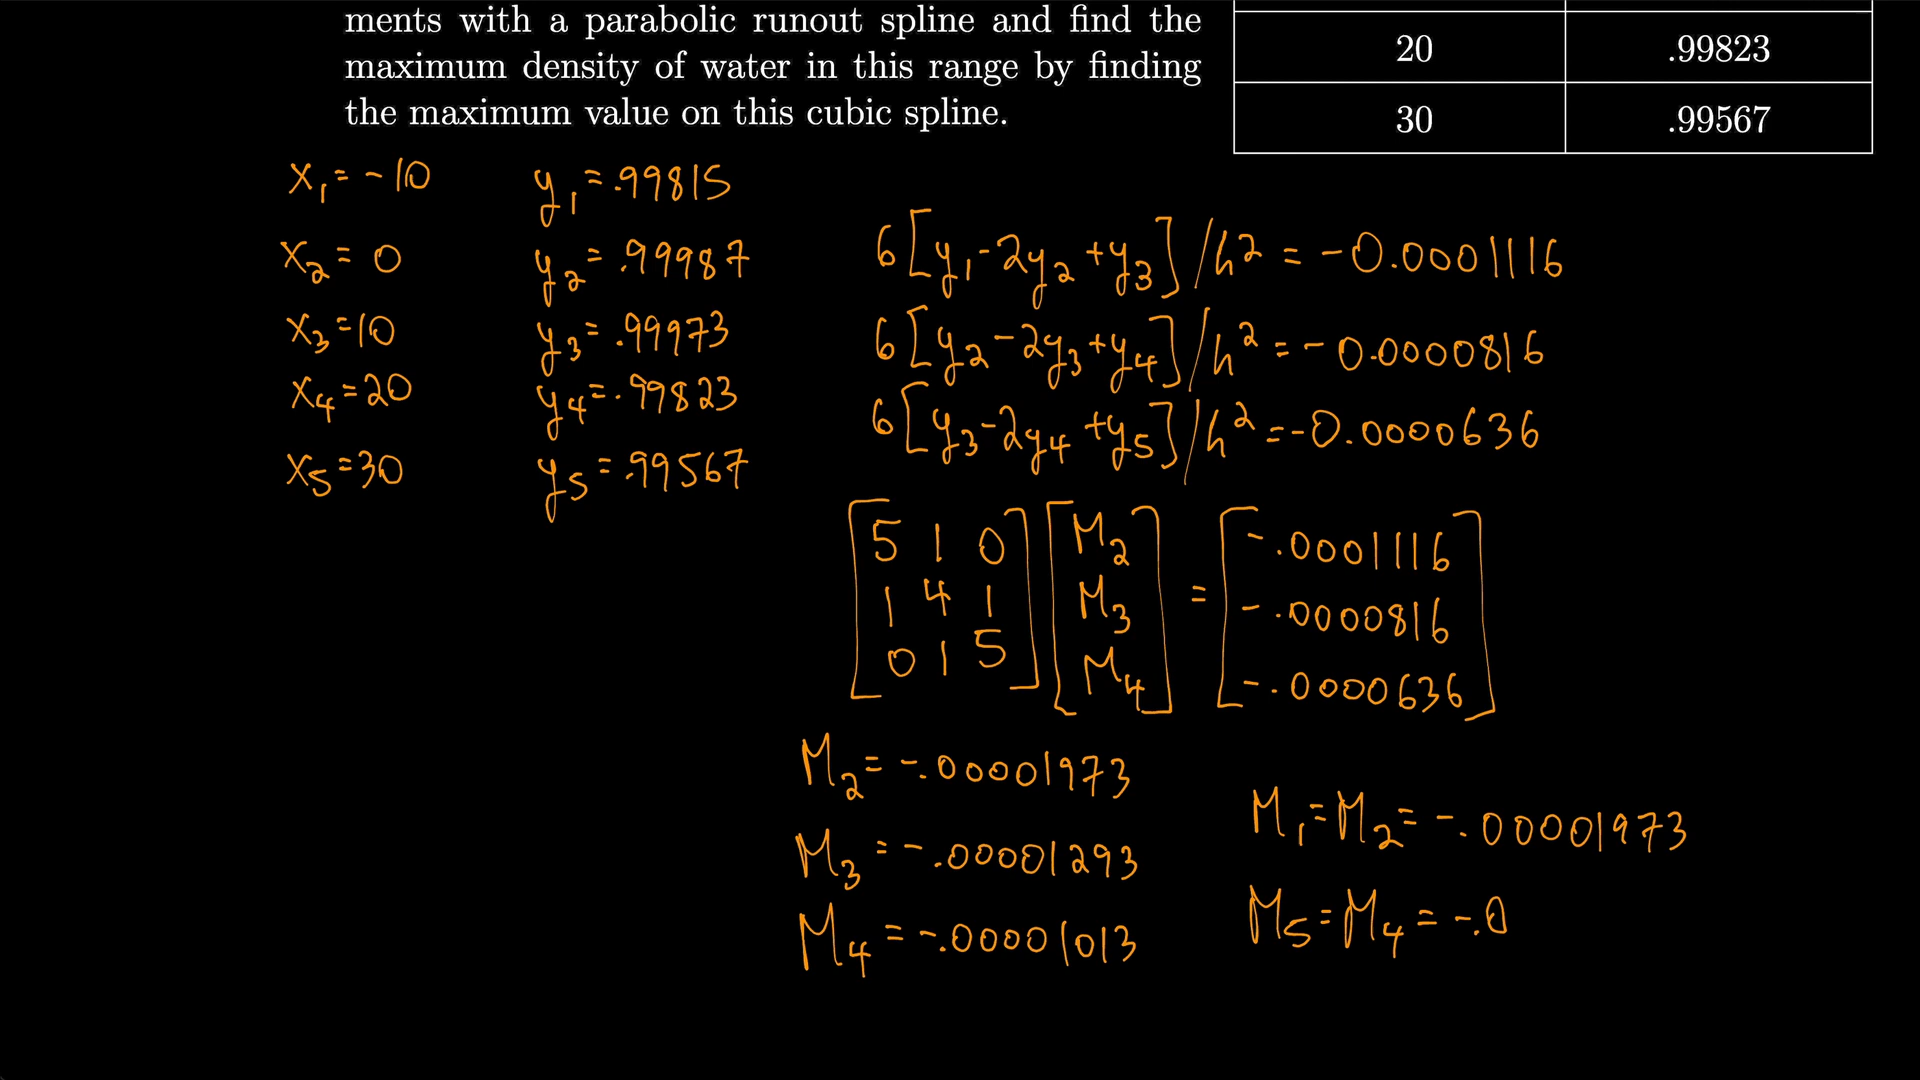 ments with a parabolic runout spline and find the
maximum density of water in this range by finding
the maximum value on this cubic spline.
20 .99823
30 .99567
x₁ = -10 y₁ = .99815
x₂ = 0 y₂ = .99987
x₃ = 10 y₃ = .99973
x₄ = 20 y₄ = .99823
x₅ = 30 y₅ = .99567
6[y₁ - 2y₂ + y₃]/h² = -0.0001116
6[y₂ - 2y₃ + y₄]/h² = -0.0000816
6[y₃ - 2y₄ + y₅]/h² = -0.0000636
[5 1 0] [M₂] = [-.0001116]
[1 4 1] [M₃] [-.0000816]
[0 1 5] [M₄] [-.0000636]
M₂ = -.00001973
M₃ = -.00001293
M₄ = -.00001013
M₁ = M₂ = -.00001973
M₅ = M₄ = -.0